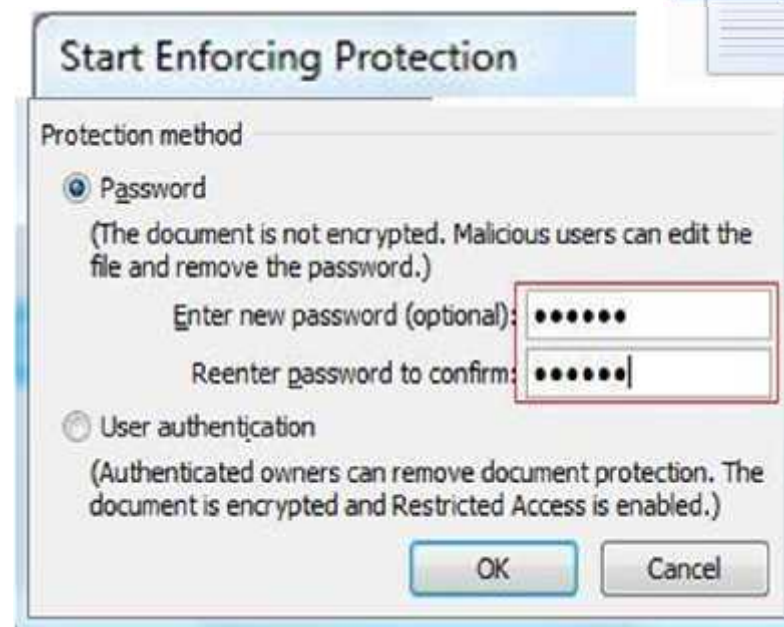 Start Enforcing Protection
Protection method
Password
(The document is not encrypted. Malicious users can edit the
file and remove the password.)
Enter new password (optional): ••••••
Reenter password to confirm: ••••••
User authentication
(Authenticated owners can remove document protection. The
document is encrypted and Restricted Access is enabled.)
OK Cancel